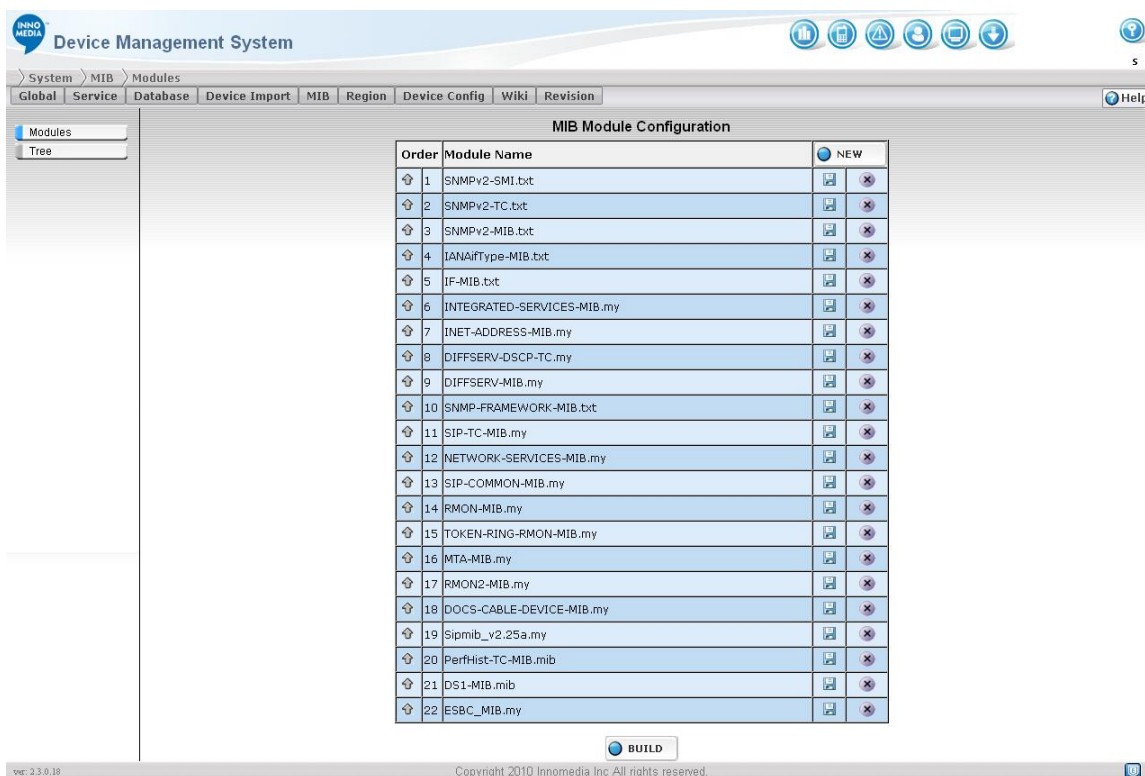 INNO
MEDIA
Device Management System
s
System MIB Modules
Global Service Database Device Import MIB Region Device Config Wiki Revision
Help
Modules
Tree
MIB Module Configuration
Order Module Name NEW
1 SNMPv2-SMI.txt
2 SNMPv2-TC.txt
3 SNMPv2-MIB.txt
4 IANAifType-MIB.txt
5 IF-MIB.txt
6 INTEGRATED-SERVICES-MIB.my
7 INET-ADDRESS-MIB.my
8 DIFFSERV-DSCP-TC.my
9 DIFFSERV-MIB.my
10 SNMP-FRAMEWORK-MIB.txt
11 SIP-TC-MIB.my
12 NETWORK-SERVICES-MIB.my
13 SIP-COMMON-MIB.my
14 RMON-MIB.my
15 TOKEN-RING-RMON-MIB.my
16 MTA-MIB.my
17 RMON2-MIB.my
18 DOCS-CABLE-DEVICE-MIB.my
19 Sipmib_v2.25a.my
20 PerfHist-TC-MIB.mib
21 DS1-MIB.mib
22 ESBC_MIB.my
BUILD
ver: 2.3.0.18
Copyright 2010 Innomedia Inc All rights reserved.